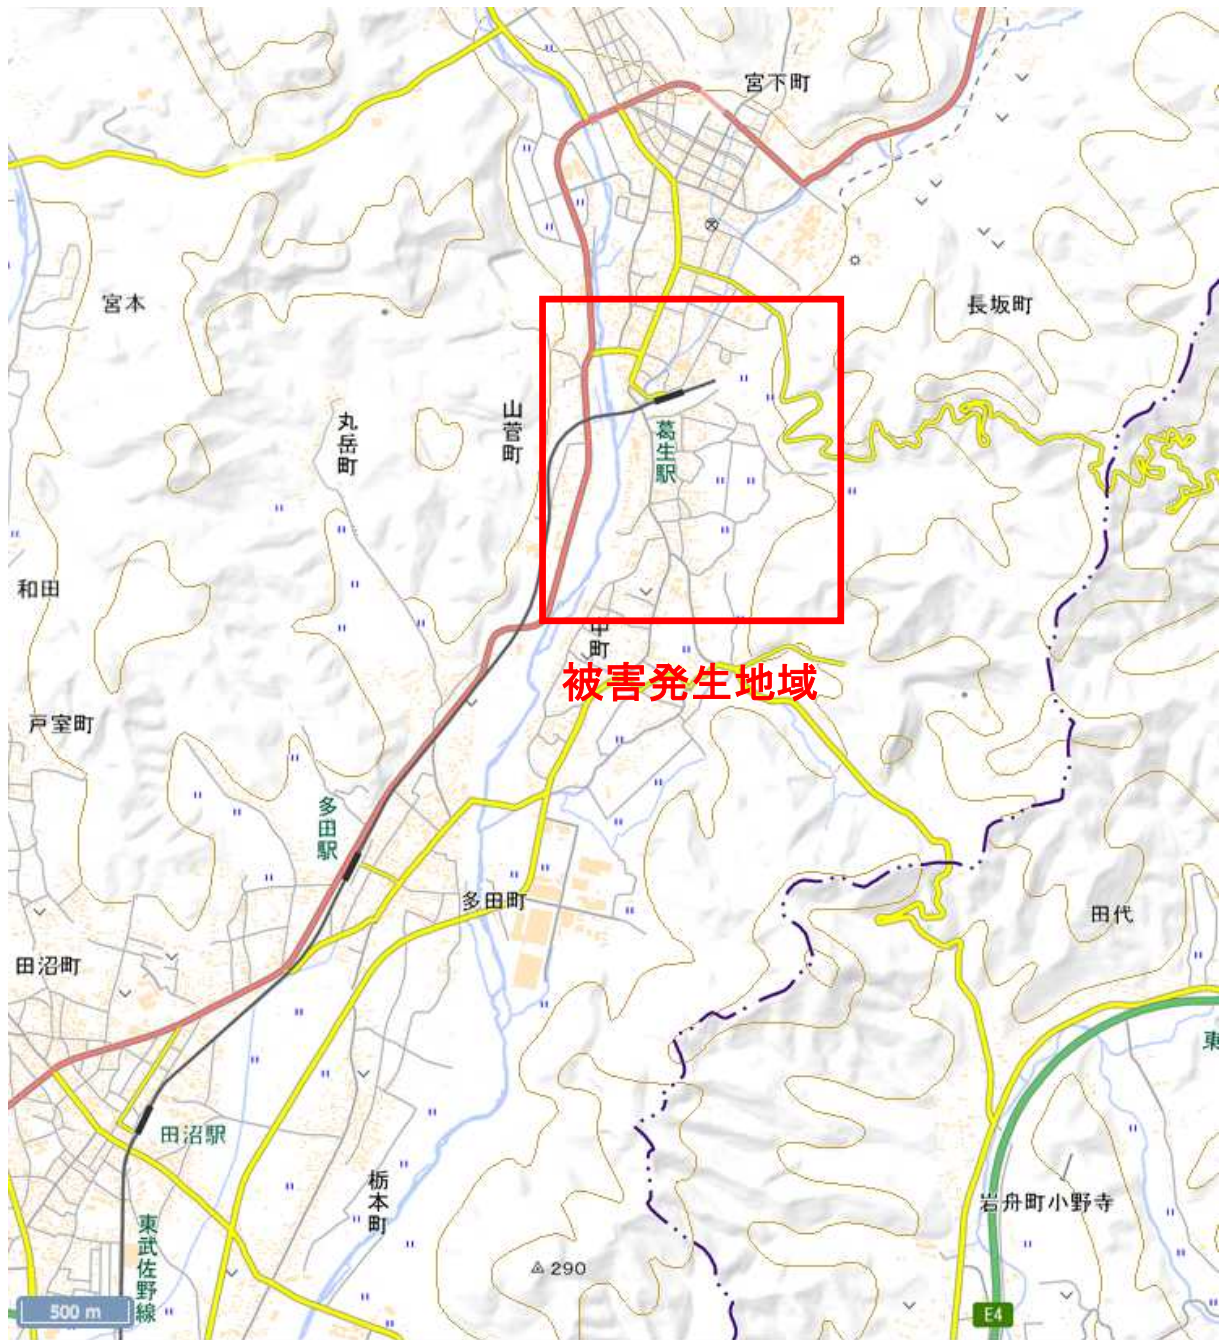 宮下町
宮本
長坂町
山菅町
丸岳町
葛生駅
和田
中町
被害発生地域
戸室町
多田駅
多田町
田代
田沼町
東
田沼駅
栃本町
岩舟町小野寺
東武佐野線
290
500 m
E4